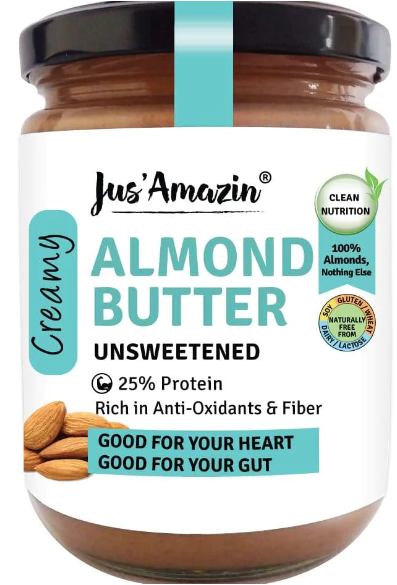 Jus'Amazin®
CLEAN
NUTRITION
100%
Almonds,
Nothing Else
Creamy
ALMOND
BUTTER
SOY GLUTEN / WHEAT
NATURALLY
FREE
FROM
DAIRY / LACTOSE
UNSWEETENED
25% Protein
Rich in Anti-Oxidants & Fiber
GOOD FOR YOUR HEART
GOOD FOR YOUR GUT